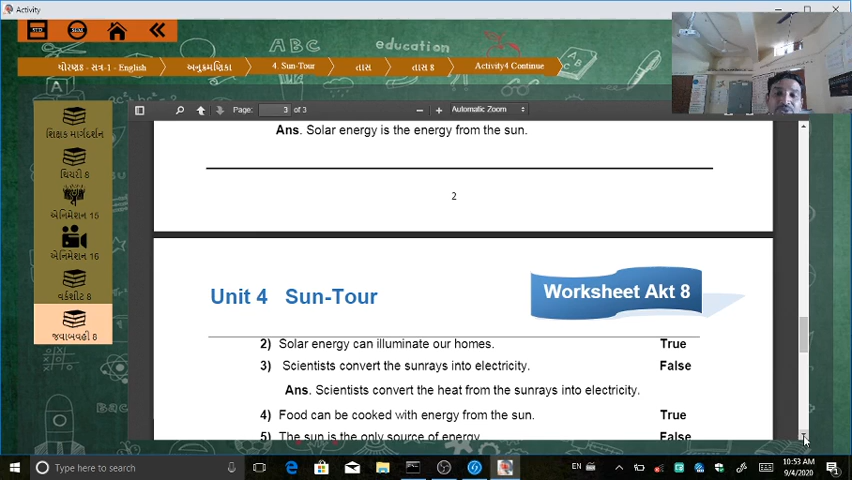 Activity
STD
SEM
ABC education
ધોરણ૬ - સત્ર-1 - English
અનુક્રમણિકા
4. Sun-Tour
તાસ
તાસ 8
Activity4 Continue
શિક્ષક માર્ગદર્શન
થિયરી 8
એનિમેશન 15
એનિમેશન 16
વર્કશીટ 8
જવાબવહી 8
Page: 3 of 3
Automatic Zoom
Ans. Solar energy is the energy from the sun.
2
Unit 4 Sun-Tour
Worksheet Akt 8
2) Solar energy can illuminate our homes. True
3) Scientists convert the sunrays into electricity. False
Ans. Scientists convert the heat from the sunrays into electricity.
4) Food can be cooked with energy from the sun. True
5) The sun is the only source of energy. False
Type here to search
EN
10:53 AM
9/4/2020